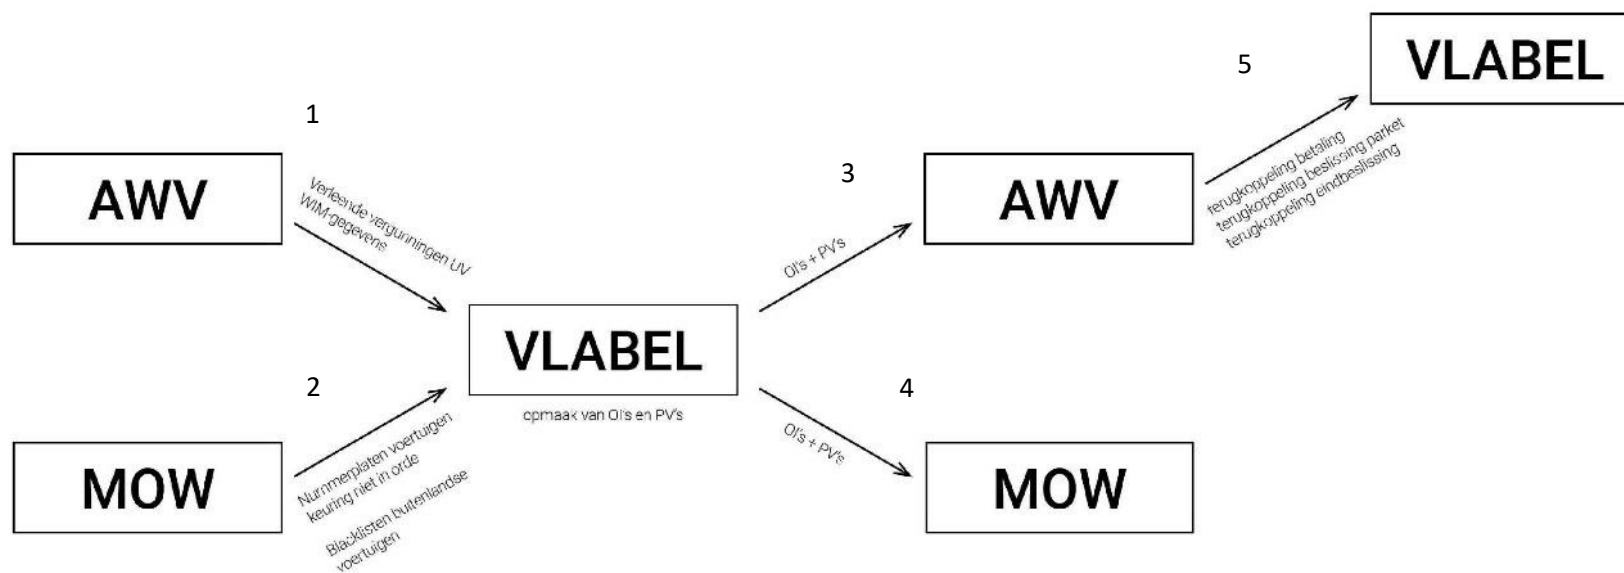 1
AWV
Verleende vergunningen UV
WIM-gegevens
2
MOW
Nummerplaten voertuigen
keuring niet in orde
Blacklisten buitenlandse
voertuigen
VLABEL
opmaak van OI's en PV's
3
OI's + PV's
AWV
4
OI's + PV's
MOW
5
terugkoppeling betaling
terugkoppeling beslissing parket
terugkoppeling eindbeslissing
VLABEL